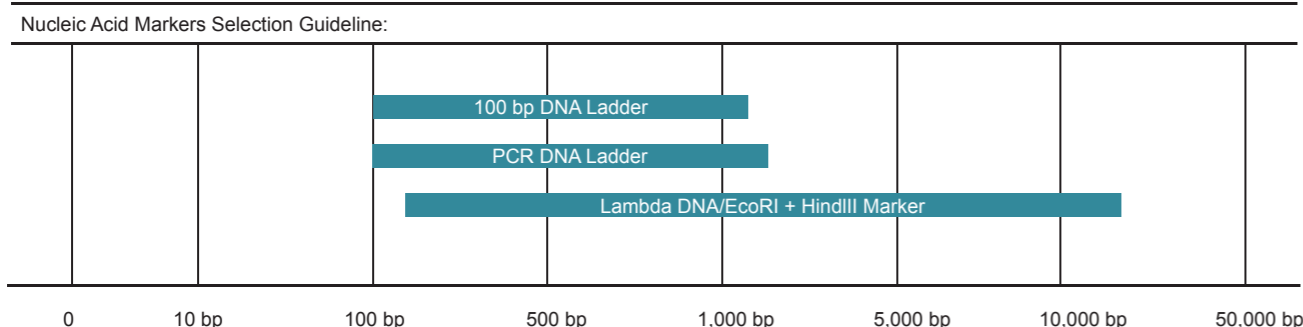 Nucleic Acid Markers Selection Guideline:
100 bp DNA Ladder
PCR DNA Ladder
Lambda DNA/EcoRI + HindIII Marker
0 10 bp 100 bp 500 bp 1,000 bp 5,000 bp 10,000 bp 50,000 bp